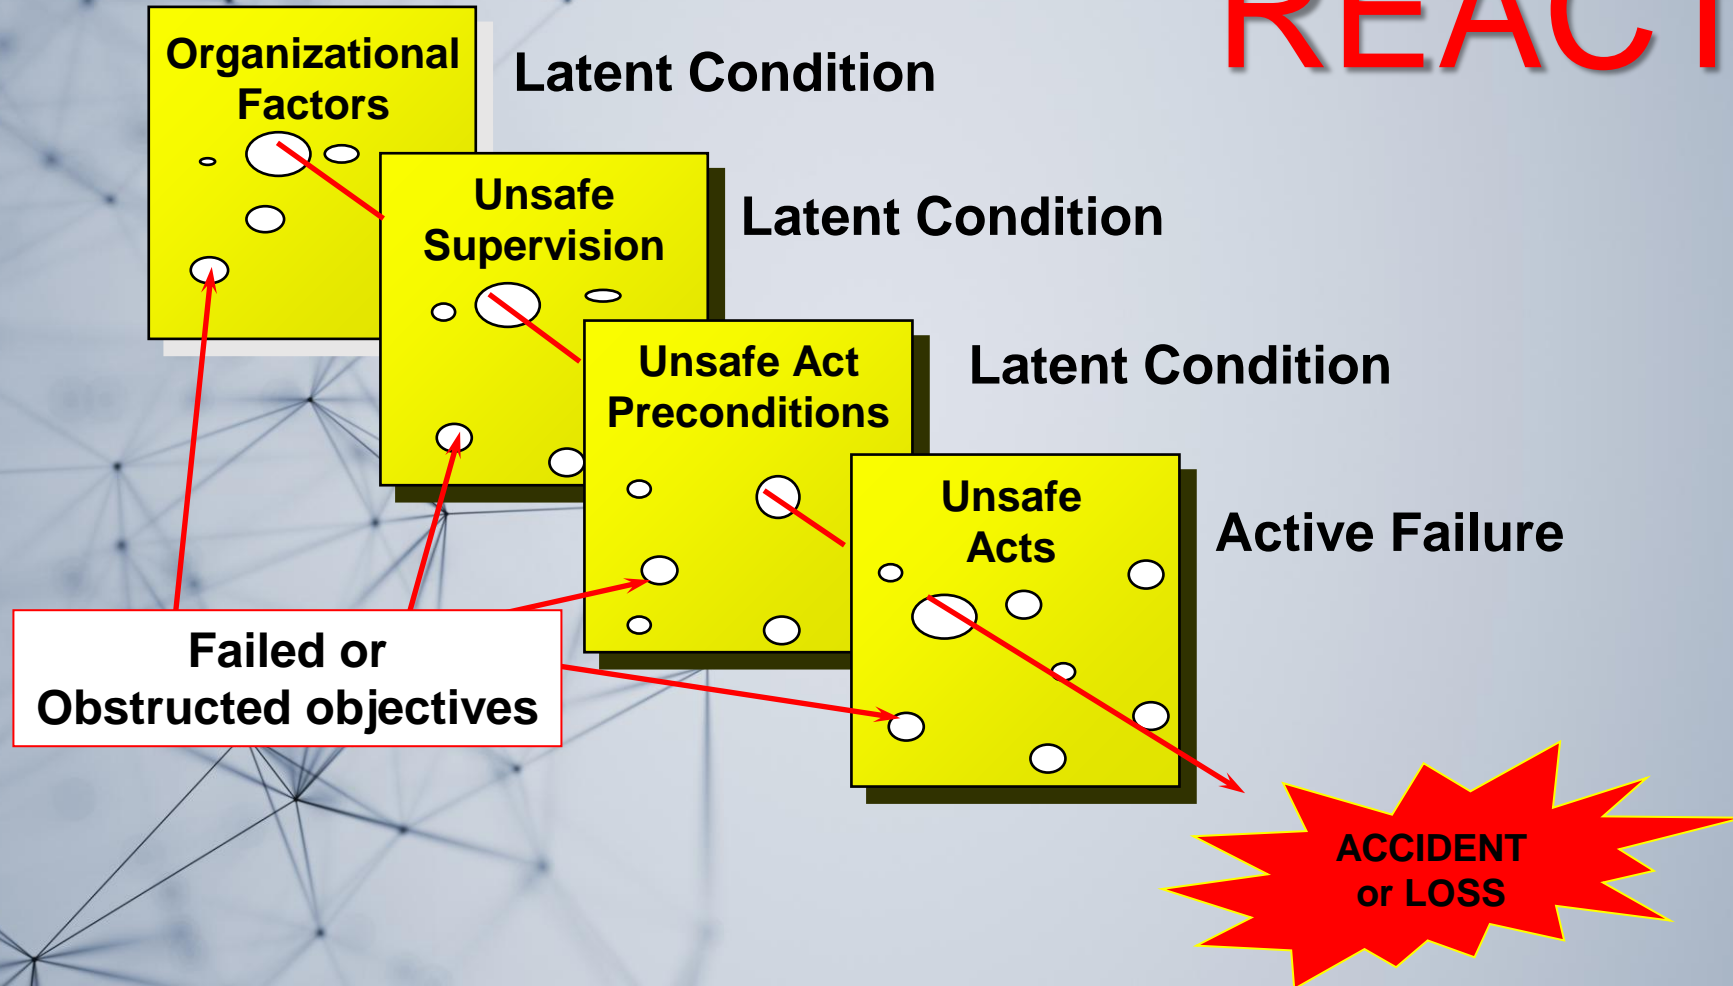 REACT
Organizational
Factors
Latent Condition
Unsafe
Supervision
Latent Condition
Unsafe Act
Preconditions
Latent Condition
Unsafe
Acts
Active Failure
Failed or
Obstructed objectives
ACCIDENT
or LOSS